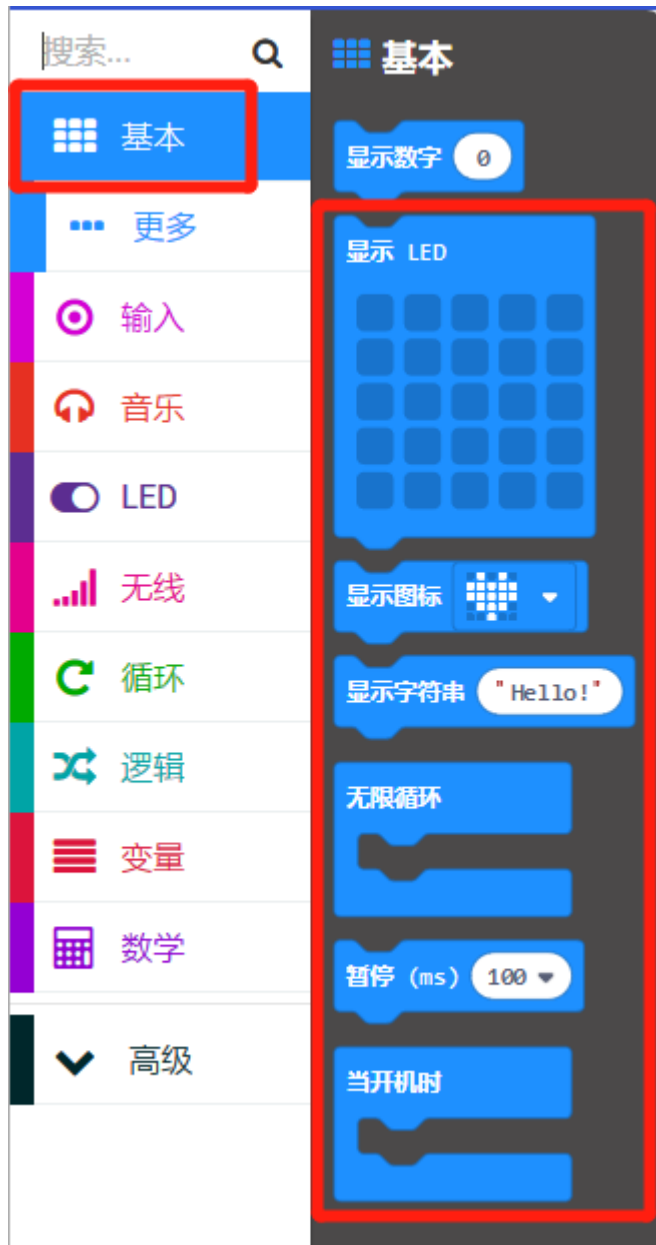 搜索...
基本
更多
输入
音乐
LED
无线
循环
逻辑
变量
数学
高级
基本
显示数字 0
显示 LED
显示图标
显示字符串 "Hello!"
无限循环
暂停 (ms) 100
当开机时